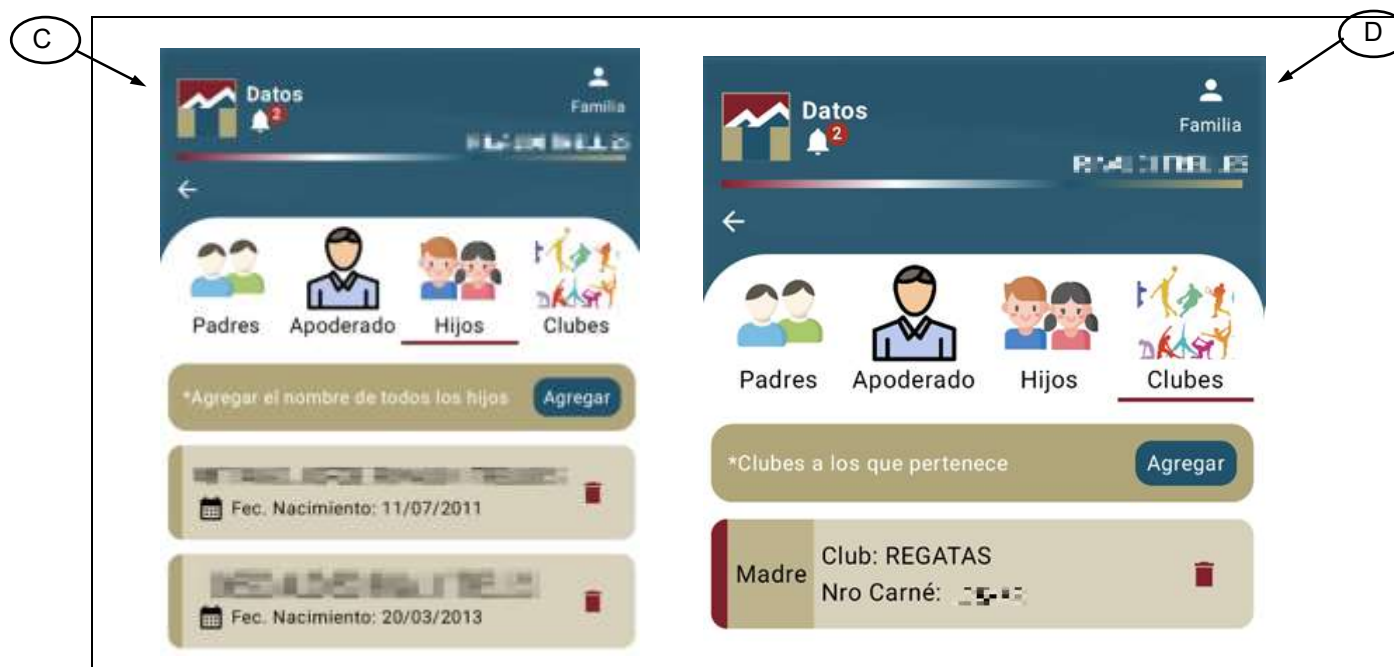 C
D
Datos
2
Familia
Padres Apoderado Hijos Clubes
*Agregar el nombre de todos los hijos Agregar
Fec. Nacimiento: 11/07/2011
Fec. Nacimiento: 20/03/2013
Datos
2
Familia
Padres Apoderado Hijos Clubes
*Clubes a los que pertenece Agregar
Madre
Club: REGATAS
Nro Carné: